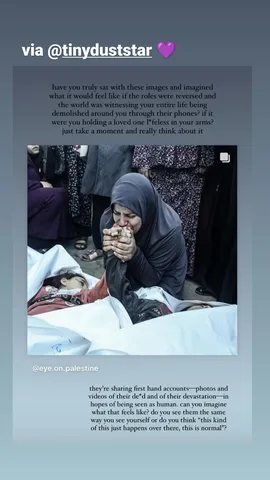 via @tinyduststar 💜
have you truly sat with these images and imagined
what it would feel like if the roles were reversed and
the world was witnessing your entire life being
demolished around you through their phones? if it
were you holding a loved one l*feless in your arms?
just take a moment and really think about it
@eye.on.palestine
they're sharing first hand accounts—photos and
videos of their de*d and of their devastation—in
hopes of being seen as human. can you imagine
what that feels like? do you see them the same
way you see yourself or do you think "this kind
of this just happens over there, this is normal"?